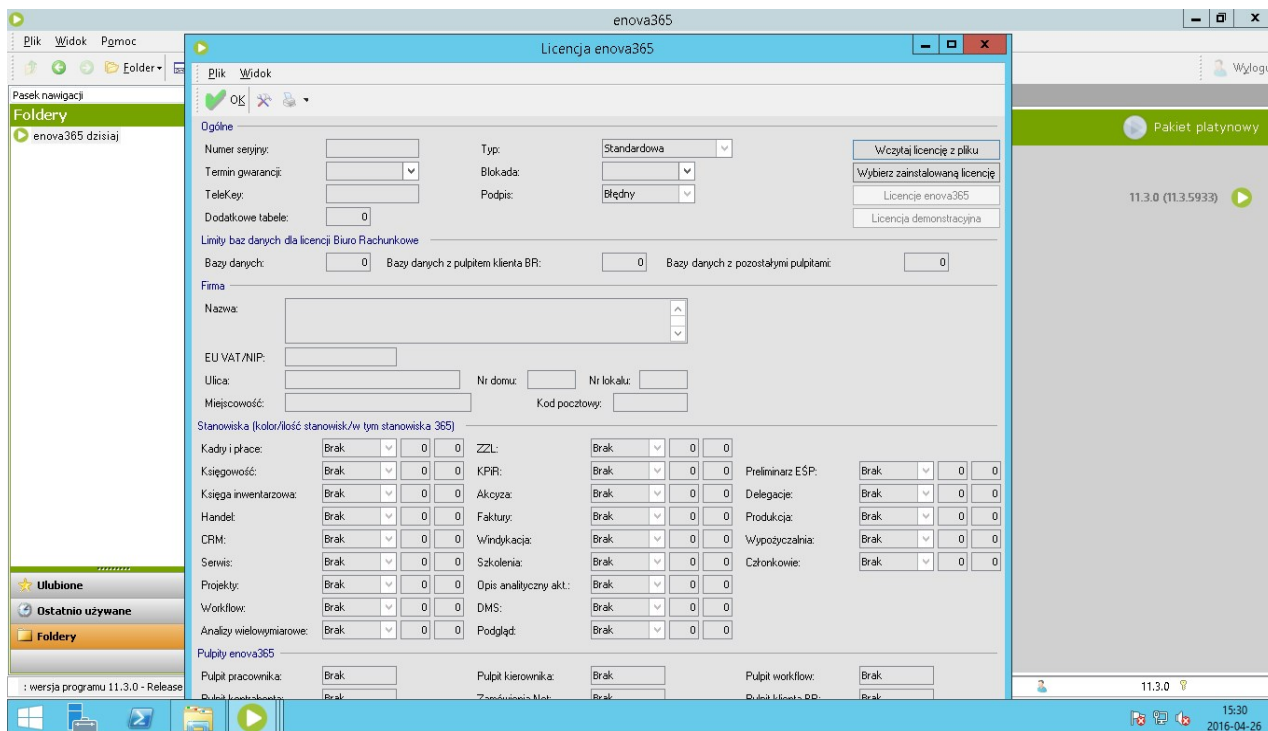 enova365
Plik Widok Pomoc
Folder
Wylogu
Pasek nawigacji
Foldery
enova365 dzisiaj
Pakiet platynowy
11.3.0 (11.3.5933)
Licencja enova365
Plik Widok
OK
Ogólne
Numer seryjny: Typ: Standardowa Wczytaj licencję z pliku
Termin gwarancji: Blokada: Wybierz zainstalowaną licencję
TeleKey: Podpis: Błędny Licencje enova365
Dodatkowe tabele: 0 Licencja demonstracyjna
Limity baz danych dla licencji Biuro Rachunkowe
Bazy danych: 0 Bazy danych z pulpitem klienta BR: 0 Bazy danych z pozostałymi pulpitami: 0
Firma
Nazwa:
EU VAT/NIP:
Ulica: Nr domu: Nr lokalu:
Miejscowość: Kod pocztowy:
Stanowiska (kolor/ilość stanowisk/w tym stanowiska 365)
Kadry i płace: Brak 0 0 ZZL: Brak 0 0
Księgowość: Brak 0 0 KPiR: Brak 0 0 Preliminarz EŚP: Brak 0 0
Księga inwentarzowa: Brak 0 0 Akcyza: Brak 0 0 Delegacje: Brak 0 0
Handel: Brak 0 0 Faktury: Brak 0 0 Produkcja: Brak 0 0
CRM: Brak 0 0 Windykacja: Brak 0 0 Wypożyczalnia: Brak 0 0
Serwis: Brak 0 0 Szkolenia: Brak 0 0 Członkowie: Brak 0 0
Projekty: Brak 0 0 Opis analityczny akt.: Brak 0 0
Workflow: Brak 0 0 DMS: Brak 0 0
Analizy wielowymiarowe: Brak 0 0 Podgląd: Brak 0 0
Pulpity enova365
Pulpit pracownika: Brak Pulpit kierownika: Brak Pulpit workflow: Brak
Pulpit kontrahenta: Brak Zamówienia Net: Brak Pulpit klienta BR: Brak
Ulubione
Ostatnio używane
Foldery
: wersja programu 11.3.0 - Release
11.3.0
15:30
2016-04-26